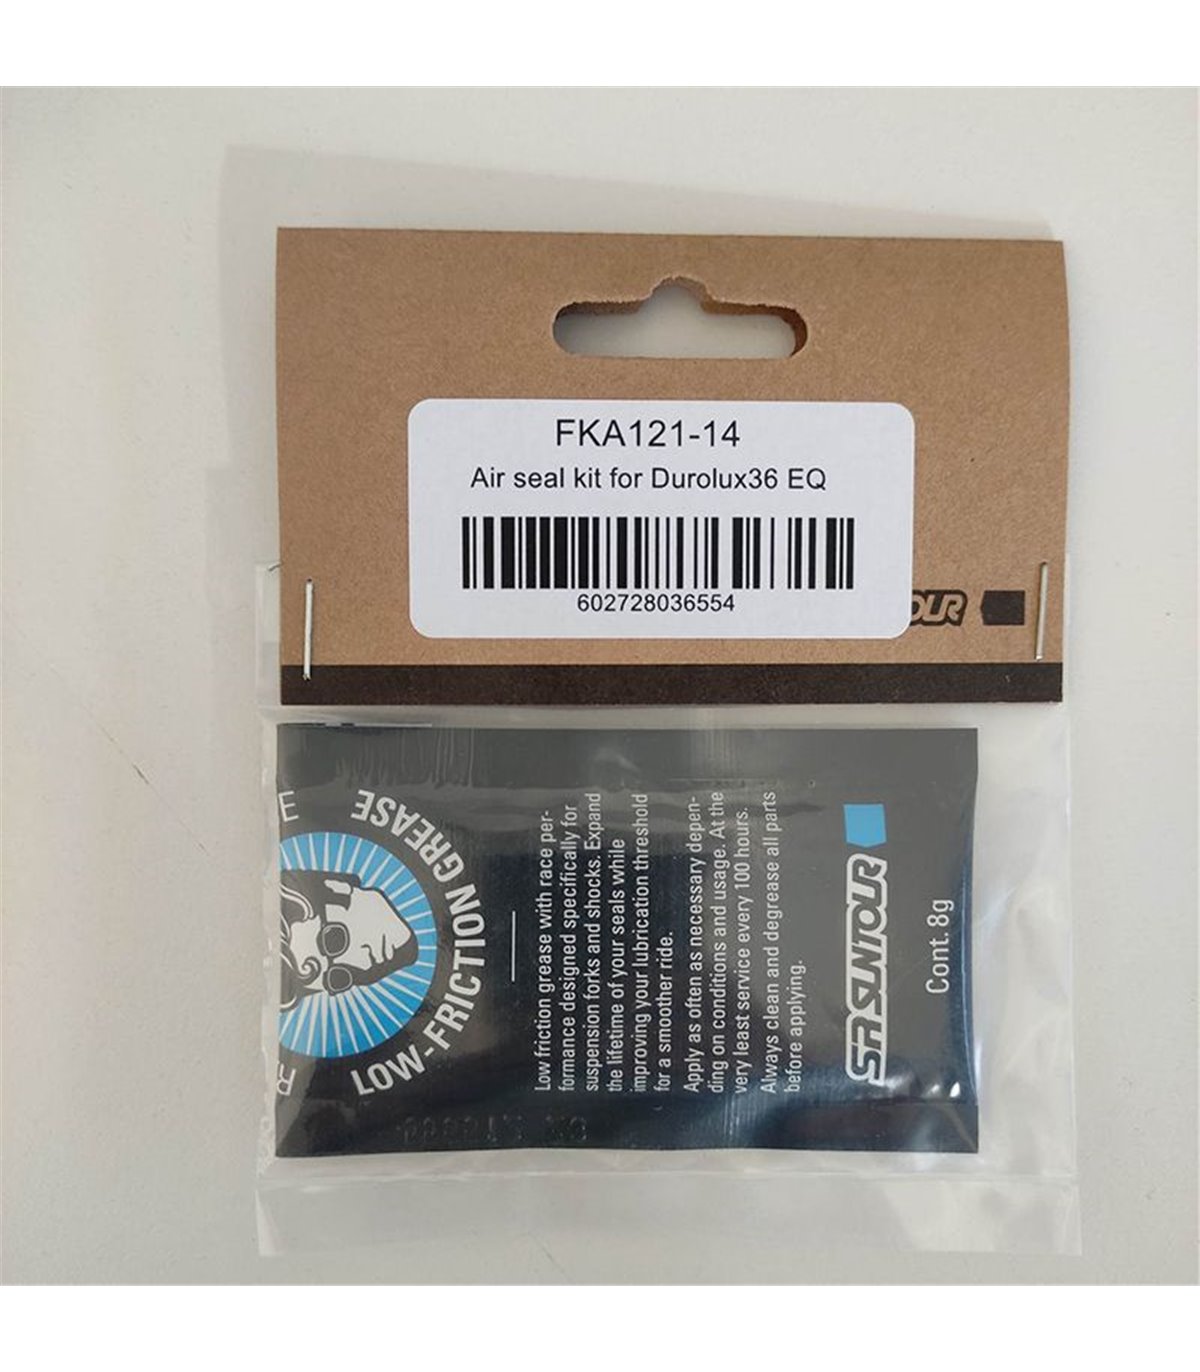 FKA121-14
Air seal kit for Durolux36 EQ
602728036554
LOW-FRICTION GREASE
Low friction grease with race per-
formance designed specifically for
suspension forks and shocks. Expand
the lifetime of your seals while
improving your lubrication threshold
for a smoother ride.
Apply as often as necessary depen-
ding on conditions and usage. At the
very least service every 100 hours.
Always clean and degrease all parts
before applying.
SR SUNTOUR
Cont. 8g